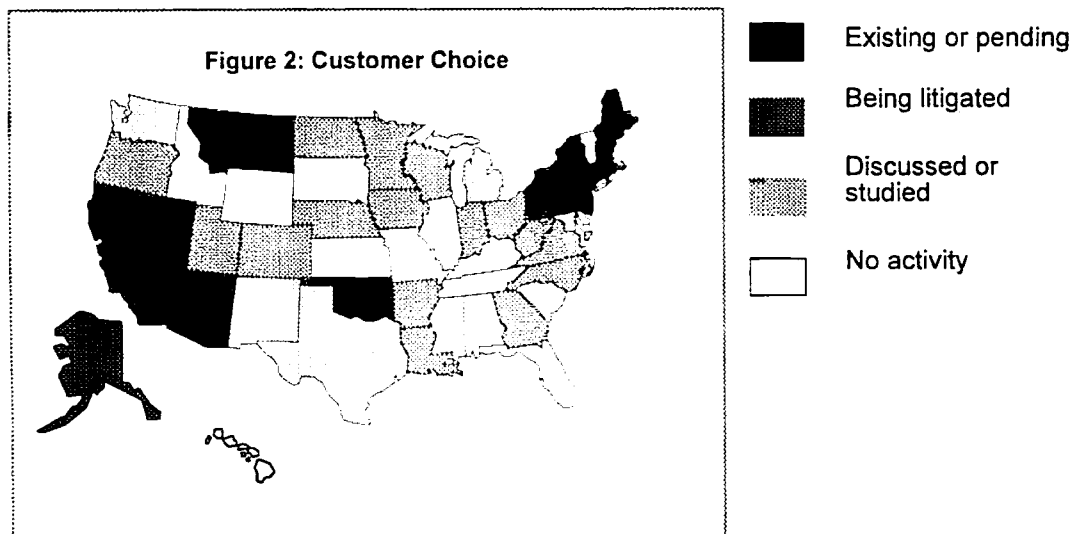 Figure 2: Customer Choice
Existing or pending
Being litigated
Discussed or
studied
No activity